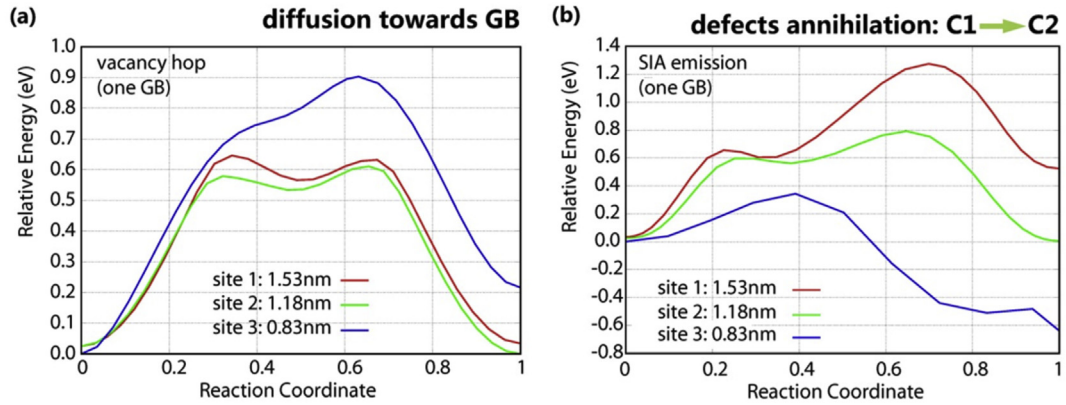 (a)
diffusion towards GB
vacancy hop
(one GB)
Relative Energy (eV)
1.0
0.9
0.8
0.7
0.6
0.5
0.4
0.3
0.2
0.1
0.0
site 1: 1.53nm
site 2: 1.18nm
site 3: 0.83nm
0
0.2
0.4
0.6
0.8
1
Reaction Coordinate
(b)
defects annihilation: C1 C2
SIA emission
(one GB)
Relative Energy (eV)
1.4
1.2
1.0
0.8
0.6
0.4
0.2
0.0
-0.2
-0.4
-0.6
-0.8
site 1: 1.53nm
site 2: 1.18nm
site 3: 0.83nm
0
0.2
0.4
0.6
0.8
1
Reaction Coordinate